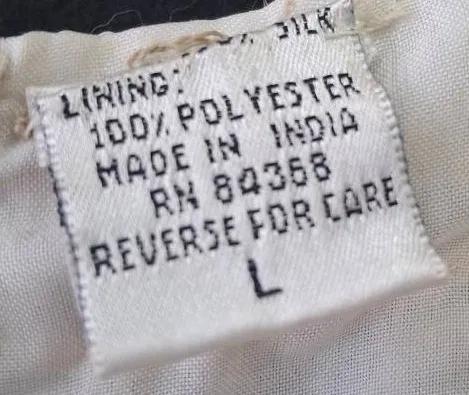 SILK
LINING:
100% POLYESTER
MADE IN INDIA
RN 84368
REVERSE FOR CARE
L